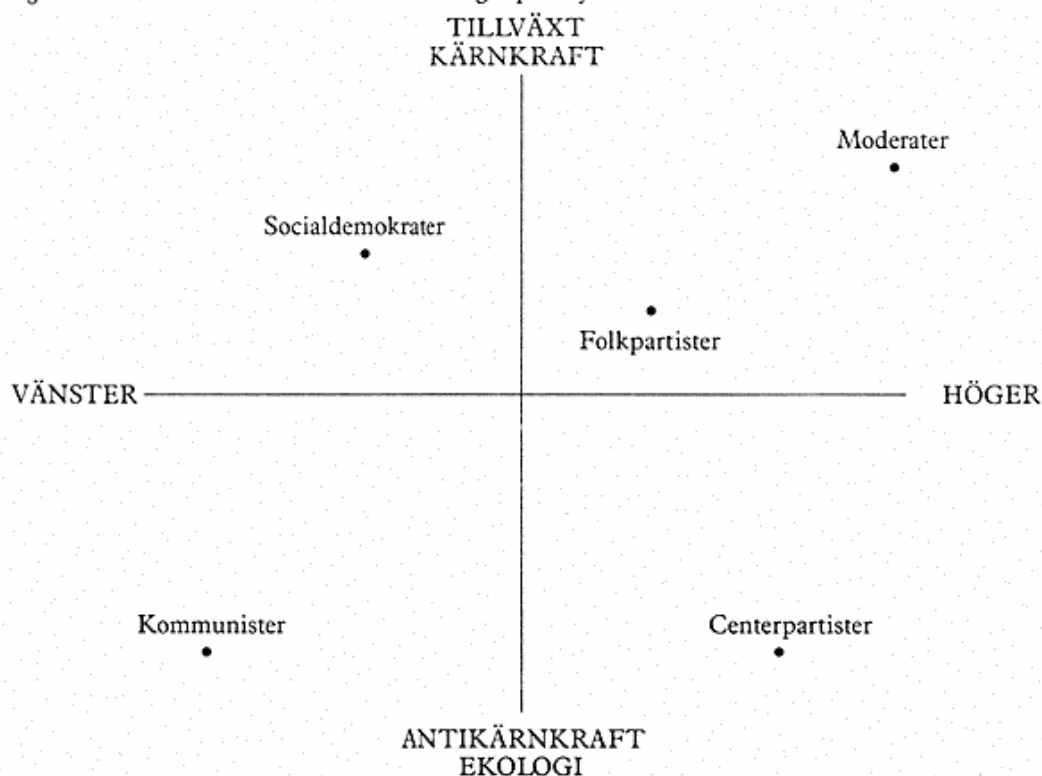 TILLVÄXT
KÄRNKRAFT
Moderater
Socialdemokrater
Folkpartister
VÄNSTER
HÖGER
Kommunister
Centerpartister
ANTIKÄRNKRAFT
EKOLOGI